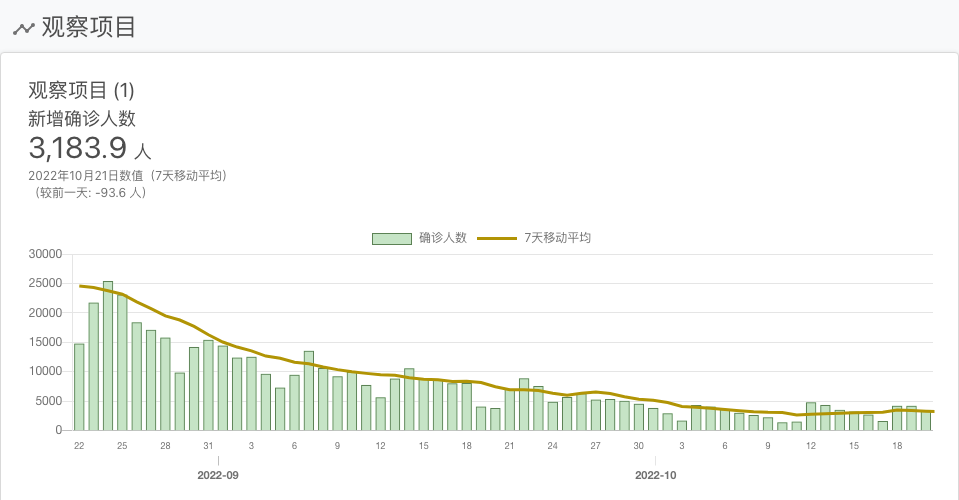 观察项目
观察项目 (1)
新增确诊人数
3,183.9 人
2022年10月21日数值（7天移动平均）
（较前一天: -93.6 人）
确诊人数 7天移动平均
30000
25000
20000
15000
10000
5000
0
22 25 28 31 3 6 9 12 15 18 21 24 27 30 3 6 9 12 15 18
2022-09 2022-10